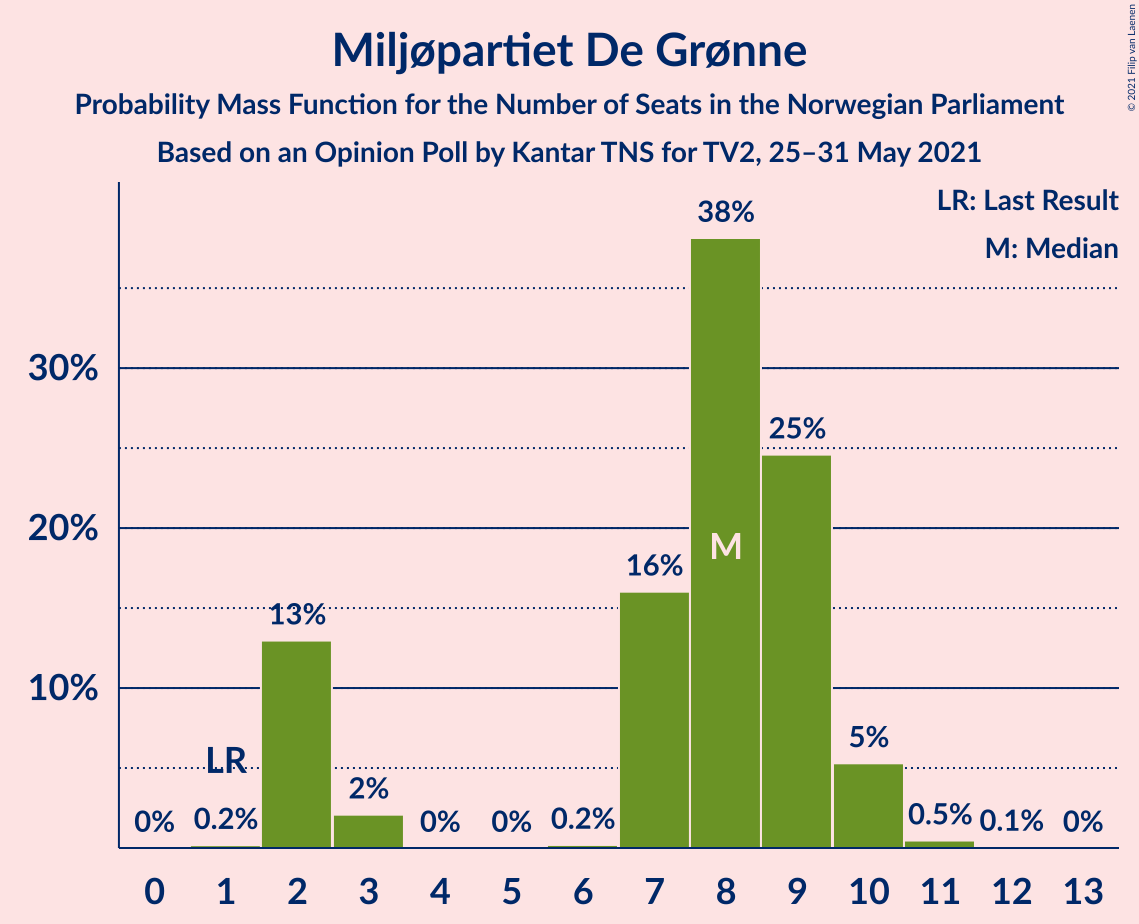 Miljøpartiet De Grønne
Probability Mass Function for the Number of Seats in the Norwegian Parliament
Based on an Opinion Poll by Kantar TNS for TV2, 25–31 May 2021
© 2021 Filip van Laenen
LR: Last Result
M: Median
38%
30%
25%
20%
M
16%
13%
10%
LR
5%
2%
0% 0.2% 0% 0% 0.2% 0.5% 0.1% 0%
0 1 2 3 4 5 6 7 8 9 10 11 12 13